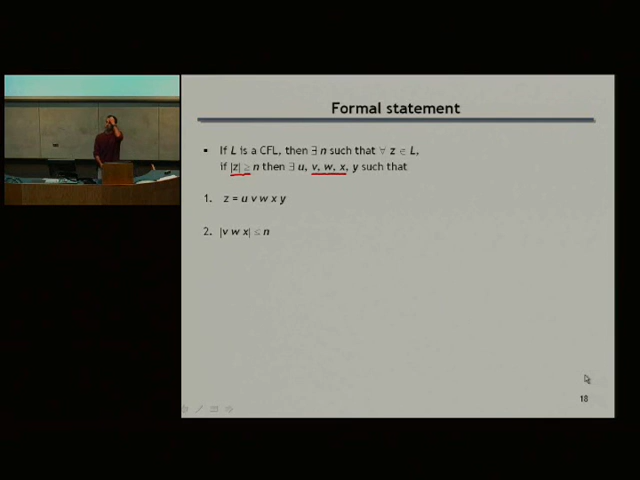 Formal statement
▪ If L is a CFL, then ∃ n such that ∀ z ∈ L,
if |z| ≥ n then ∃ u, v, w, x, y such that
1. z = u v w x y
2. |v w x| ≤ n
18